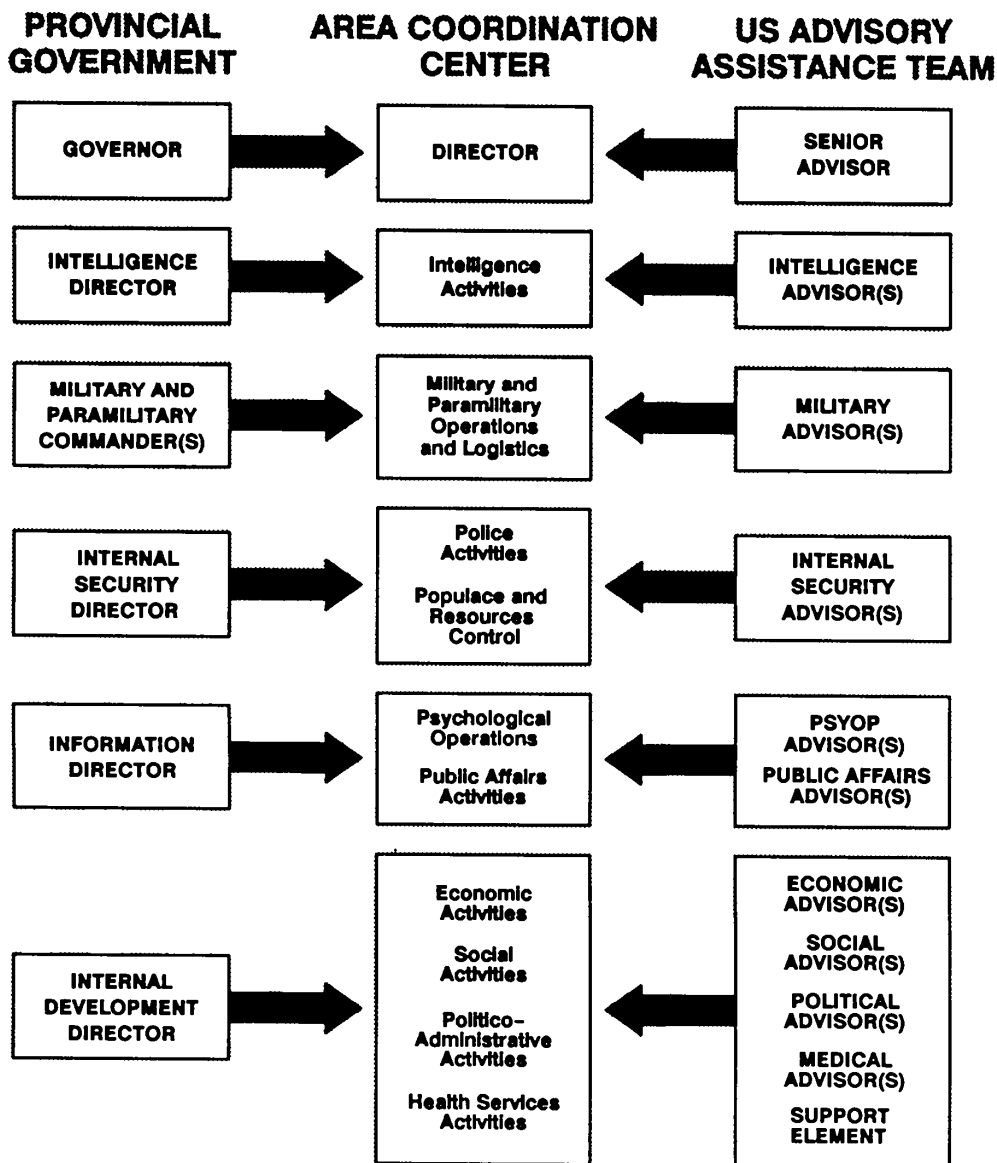 PROVINCIAL
GOVERNMENT
AREA COORDINATION
CENTER
US ADVISORY
ASSISTANCE TEAM
GOVERNOR
DIRECTOR
SENIOR
ADVISOR
INTELLIGENCE
DIRECTOR
Intelligence
Activities
INTELLIGENCE
ADVISOR(S)
MILITARY AND
PARAMILITARY
COMMANDER(S)
Military and
Paramilitary
Operations
and Logistics
MILITARY
ADVISOR(S)
INTERNAL
SECURITY
DIRECTOR
Police
Activities
Populace and
Resources
Control
INTERNAL
SECURITY
ADVISOR(S)
INFORMATION
DIRECTOR
Psychological
Operations
Public Affairs
Activities
PSYOP
ADVISOR(S)
PUBLIC AFFAIRS
ADVISOR(S)
INTERNAL
DEVELOPMENT
DIRECTOR
Economic
Activities
Social
Activities
Politico-
Administrative
Activities
Health Services
Activities
ECONOMIC
ADVISOR(S)
SOCIAL
ADVISOR(S)
POLITICAL
ADVISOR(S)
MEDICAL
ADVISOR(S)
SUPPORT
ELEMENT